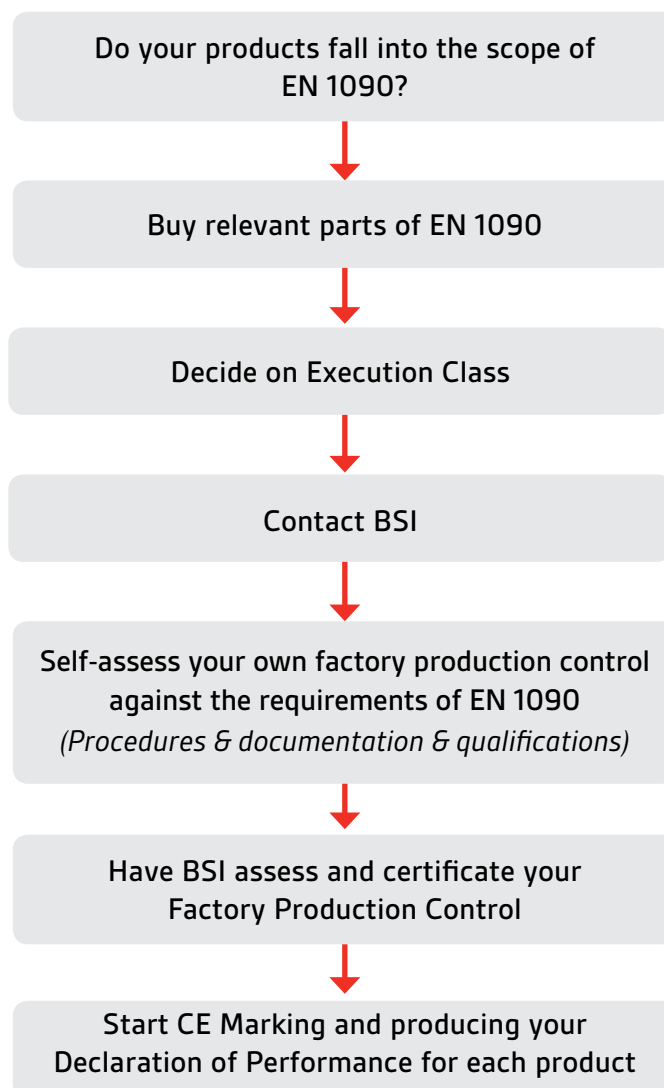 Do your products fall into the scope of
EN 1090?
Buy relevant parts of EN 1090
Decide on Execution Class
Contact BSI
Self-assess your own factory production control
against the requirements of EN 1090
(Procedures & documentation & qualifications)
Have BSI assess and certificate your
Factory Production Control
Start CE Marking and producing your
Declaration of Performance for each product